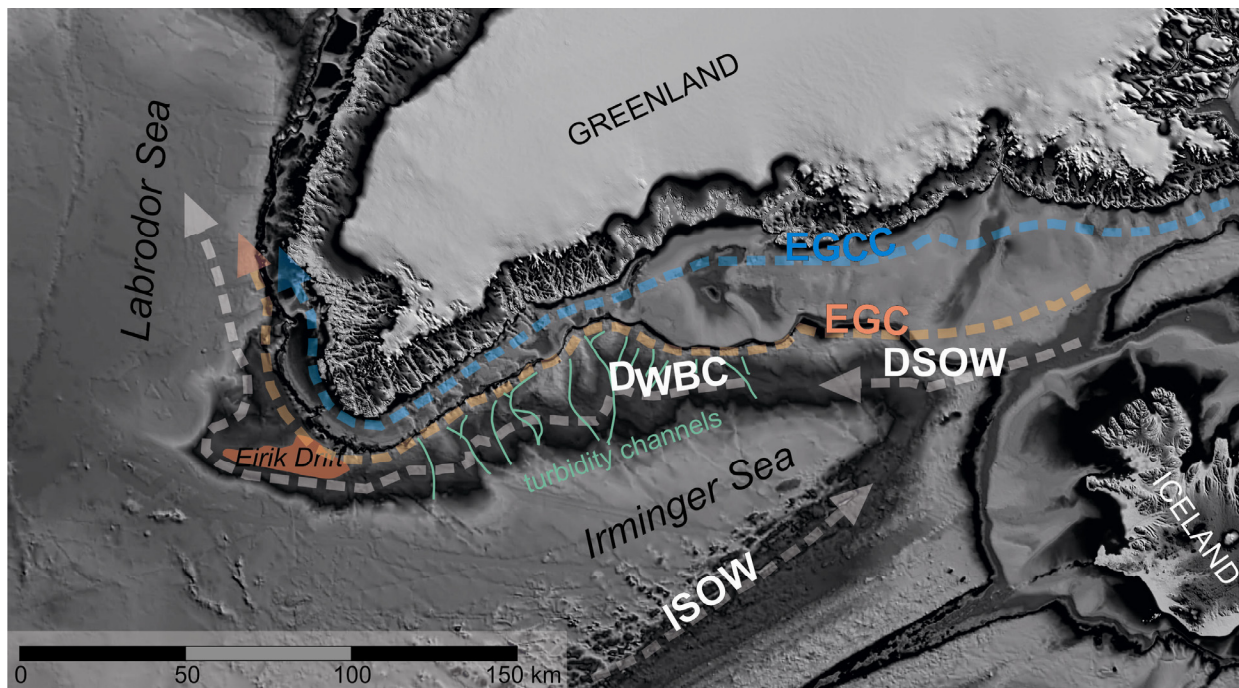 GREENLAND
Labrodor Sea
EGCC
EGC
DSOW
DWBC
Eirik Drift
turbidity channels
Irminger Sea
ICELAND
ISOW
0 50 100 150 km